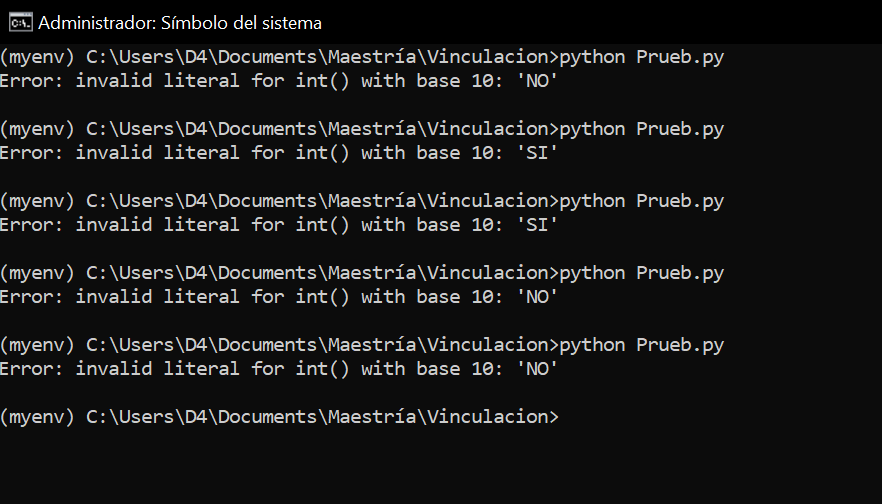 Administrador: Símbolo del sistema
(myenv) C:\Users\D4\Documents\Maestría\Vinculacion>python Prueb.py
Error: invalid literal for int() with base 10: 'NO'
(myenv) C:\Users\D4\Documents\Maestría\Vinculacion>python Prueb.py
Error: invalid literal for int() with base 10: 'SI'
(myenv) C:\Users\D4\Documents\Maestría\Vinculacion>python Prueb.py
Error: invalid literal for int() with base 10: 'SI'
(myenv) C:\Users\D4\Documents\Maestría\Vinculacion>python Prueb.py
Error: invalid literal for int() with base 10: 'NO'
(myenv) C:\Users\D4\Documents\Maestría\Vinculacion>python Prueb.py
Error: invalid literal for int() with base 10: 'NO'
(myenv) C:\Users\D4\Documents\Maestría\Vinculacion>